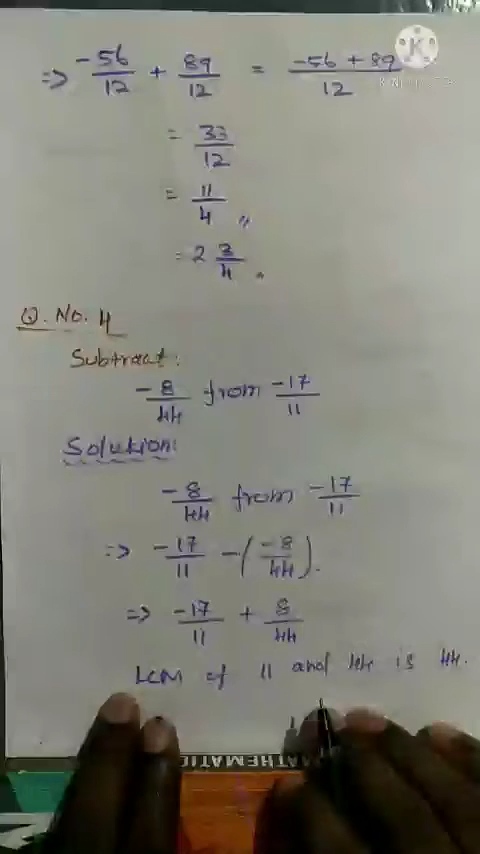 => -56/12 + 89/12 = -56 + 89/12
= 33/12
= 11/4 "
= 2 3/4 "
Q. No. 4
Subtract:
-8/44 from -17/11
Solution:
-8/44 from -17/11
=> -17/11 - (-8/44).
=> -17/11 + 8/44
LCM of 11 and 44 is 44.
MATHEMATIC